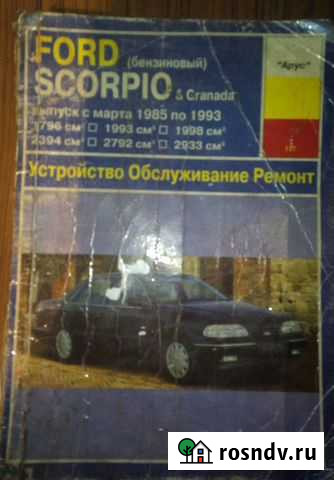 FORD (бензиновый)
SCORPIO & Granada
выпуск с марта 1985 по 1993
1796 см³ □ 1993 см³ □ 1998 см³
2394 см³ □ 2792 см³ □ 2933 см³
"Арус"
Устройство Обслуживание Ремонт
rosndv.ru